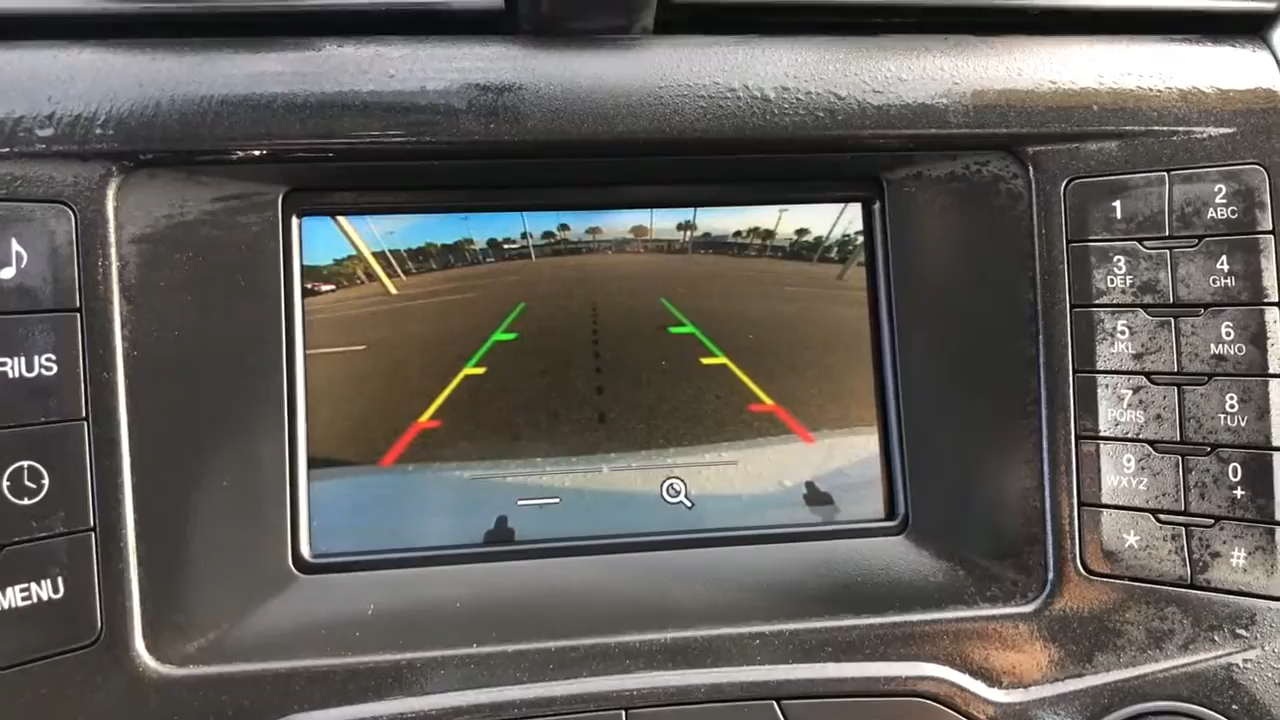 RIUS
MENU
1
2
ABC
3
DEF
4
GHI
5
JKL
6
MNO
7
PQRS
8
TUV
9
WXYZ
0
+
*
#